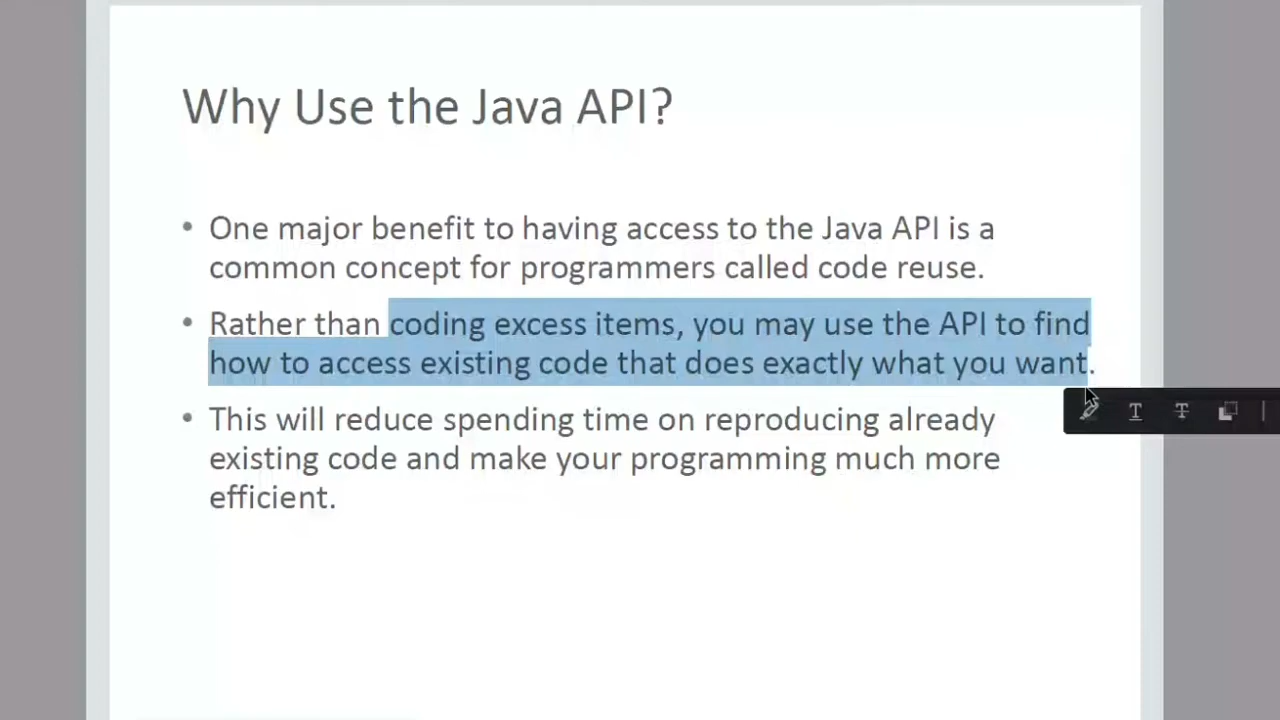 Why Use the Java API?
• One major benefit to having access to the Java API is a
common concept for programmers called code reuse.
• Rather than coding excess items, you may use the API to find
how to access existing code that does exactly what you want.
• This will reduce spending time on reproducing already
existing code and make your programming much more
efficient.